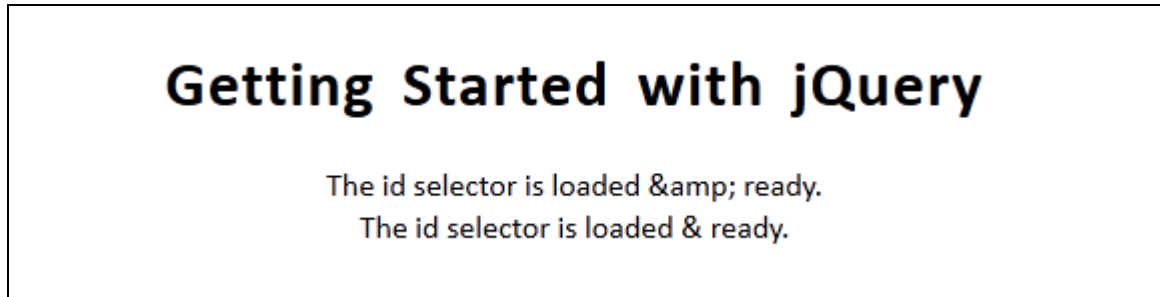 Getting Started with jQuery
The id selector is loaded &amp; ready.
The id selector is loaded & ready.